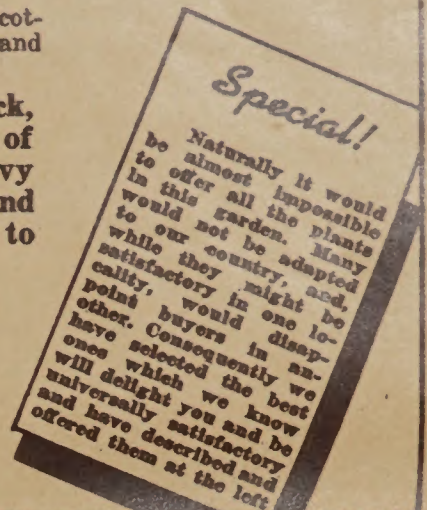 cot-
and
ck,
of
vy
nd
to
Special!
Naturally it would
be almost impossible
to offer all the plants
in this garden. Many
would not be adapted
to our country, and,
while they might be
satisfactory in one lo-
cality, would disap-
point buyers in an-
other. Consequently we
have selected the best
ones which we know
will delight you and be
universally satisfactory
and have described and
offered them at the left